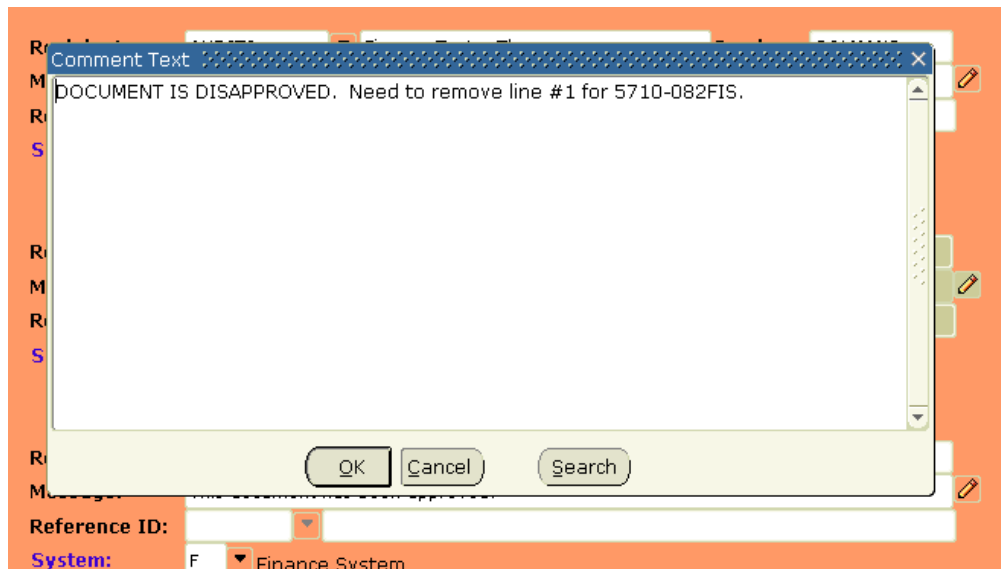 Comment Text
DOCUMENT IS DISAPPROVED.  Need to remove line #1 for 5710-082FIS.
OK Cancel Search
Reference ID:
System: F Finance System